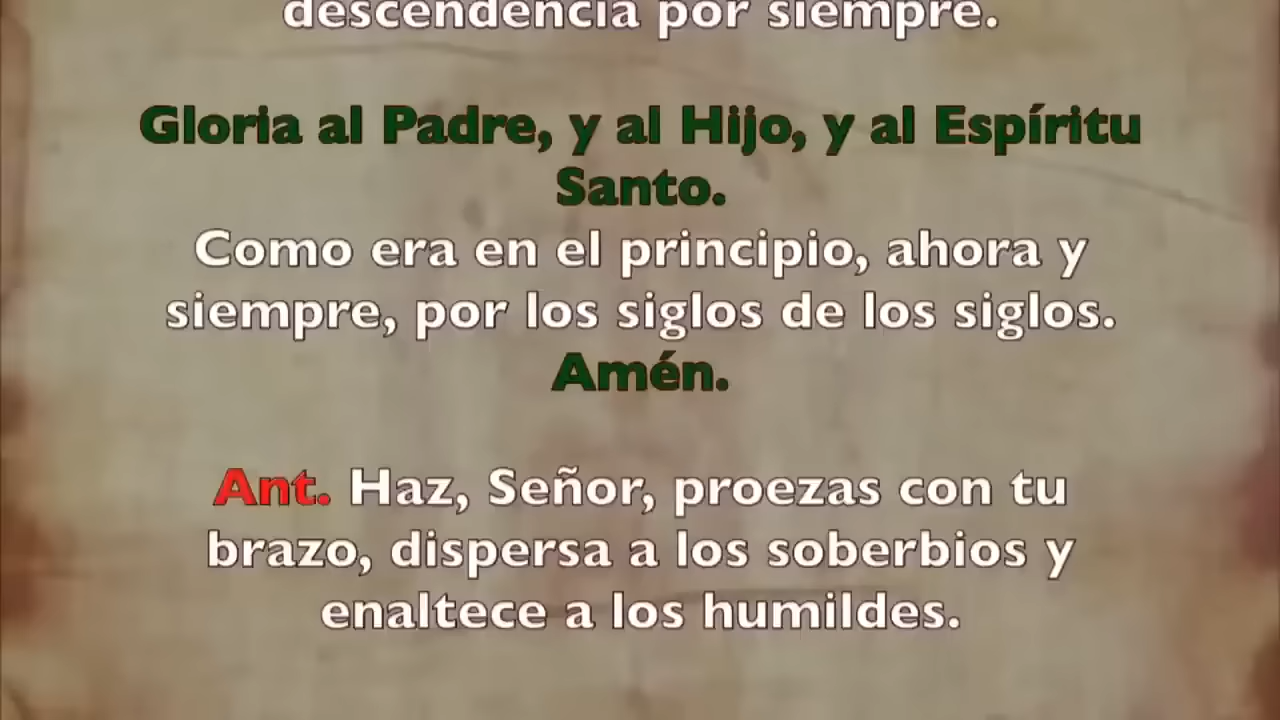 descendencia por siempre.
Gloria al Padre, y al Hijo, y al Espíritu
Santo.
Como era en el principio, ahora y
siempre, por los siglos de los siglos.
Amén.
Ant. Haz, Señor, proezas con tu
brazo, dispersa a los soberbios y
enaltece a los humildes.